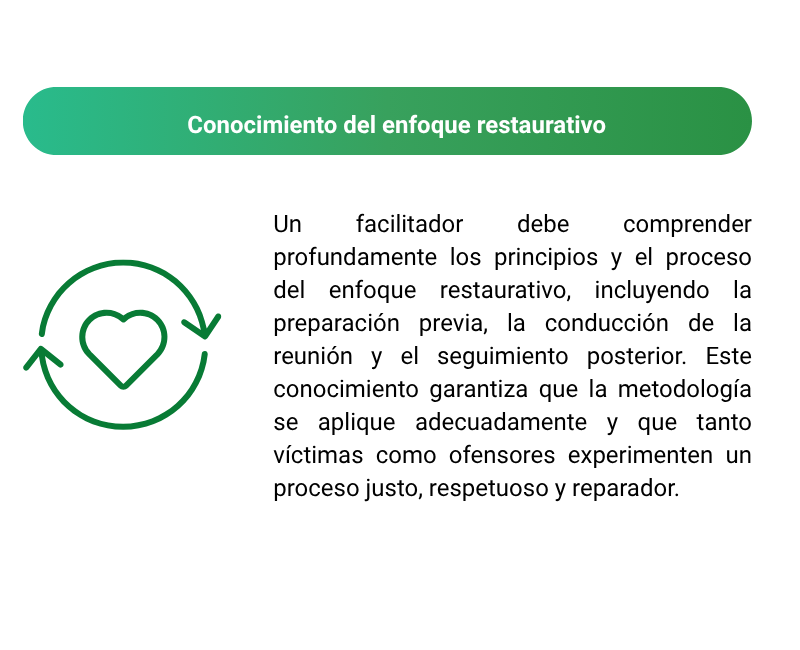 Conocimiento del enfoque restaurativo
Un facilitador debe comprender
profundamente los principios y el proceso
del enfoque restaurativo, incluyendo la
preparación previa, la conducción de la
reunión y el seguimiento posterior. Este
conocimiento garantiza que la metodología
se aplique adecuadamente y que tanto
víctimas como ofensores experimenten un
proceso justo, respetuoso y reparador.